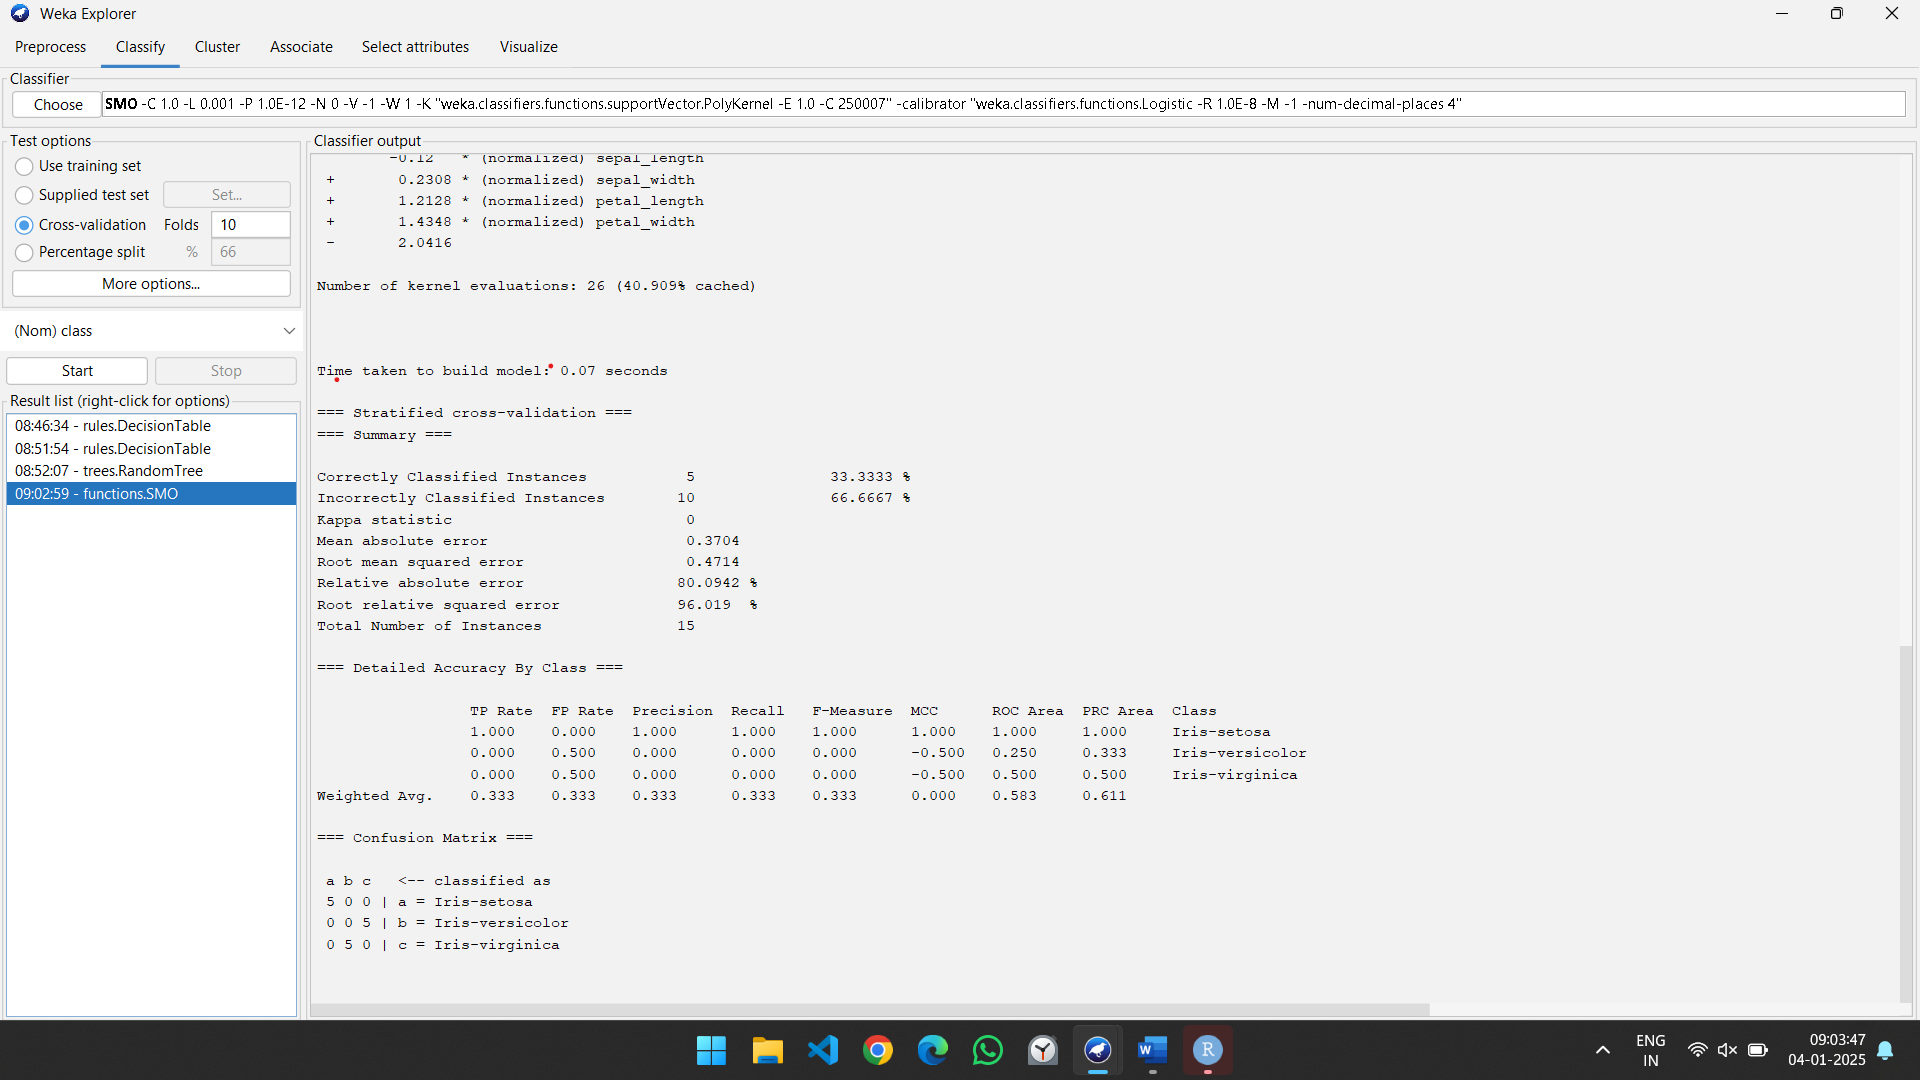 Weka Explorer
Preprocess Classify Cluster Associate Select attributes Visualize
Classifier
Choose SMO -C 1.0 -L 0.001 -P 1.0E-12 -N 0 -V -1 -W 1 -K "weka.classifiers.functions.supportVector.PolyKernel -E 1.0 -C 250007" -calibrator "weka.classifiers.functions.Logistic -R 1.0E-8 -M -1 -num-decimal-places 4"
Test options
Use training set
Supplied test set Set...
Cross-validation Folds 10
Percentage split % 66
More options...
(Nom) class
Start Stop
Result list (right-click for options)
08:46:34 - rules.DecisionTable
08:51:54 - rules.DecisionTable
08:52:07 - trees.RandomTree
09:02:59 - functions.SMO
Classifier output
-0.12 * (normalized) sepal_length
+ 0.2308 * (normalized) sepal_width
+ 1.2128 * (normalized) petal_length
+ 1.4348 * (normalized) petal_width
- 2.0416
Number of kernel evaluations: 26 (40.909% cached)
Time taken to build model: 0.07 seconds
=== Stratified cross-validation ===
=== Summary ===
Correctly Classified Instances 5 33.3333 %
Incorrectly Classified Instances 10 66.6667 %
Kappa statistic 0
Mean absolute error 0.3704
Root mean squared error 0.4714
Relative absolute error 80.0942 %
Root relative squared error 96.019 %
Total Number of Instances 15
=== Detailed Accuracy By Class ===
TP Rate FP Rate Precision Recall F-Measure MCC ROC Area PRC Area Class
1.000 0.000 1.000 1.000 1.000 1.000 1.000 1.000 Iris-setosa
0.000 0.500 0.000 0.000 0.000 -0.500 0.250 0.333 Iris-versicolor
0.000 0.500 0.000 0.000 0.000 -0.500 0.500 0.500 Iris-virginica
Weighted Avg. 0.333 0.333 0.333 0.333 0.333 0.000 0.583 0.611
=== Confusion Matrix ===
a b c <-- classified as
5 0 0 | a = Iris-setosa
0 0 5 | b = Iris-versicolor
0 5 0 | c = Iris-virginica
W
R
ENG
IN
09:03:47
04-01-2025